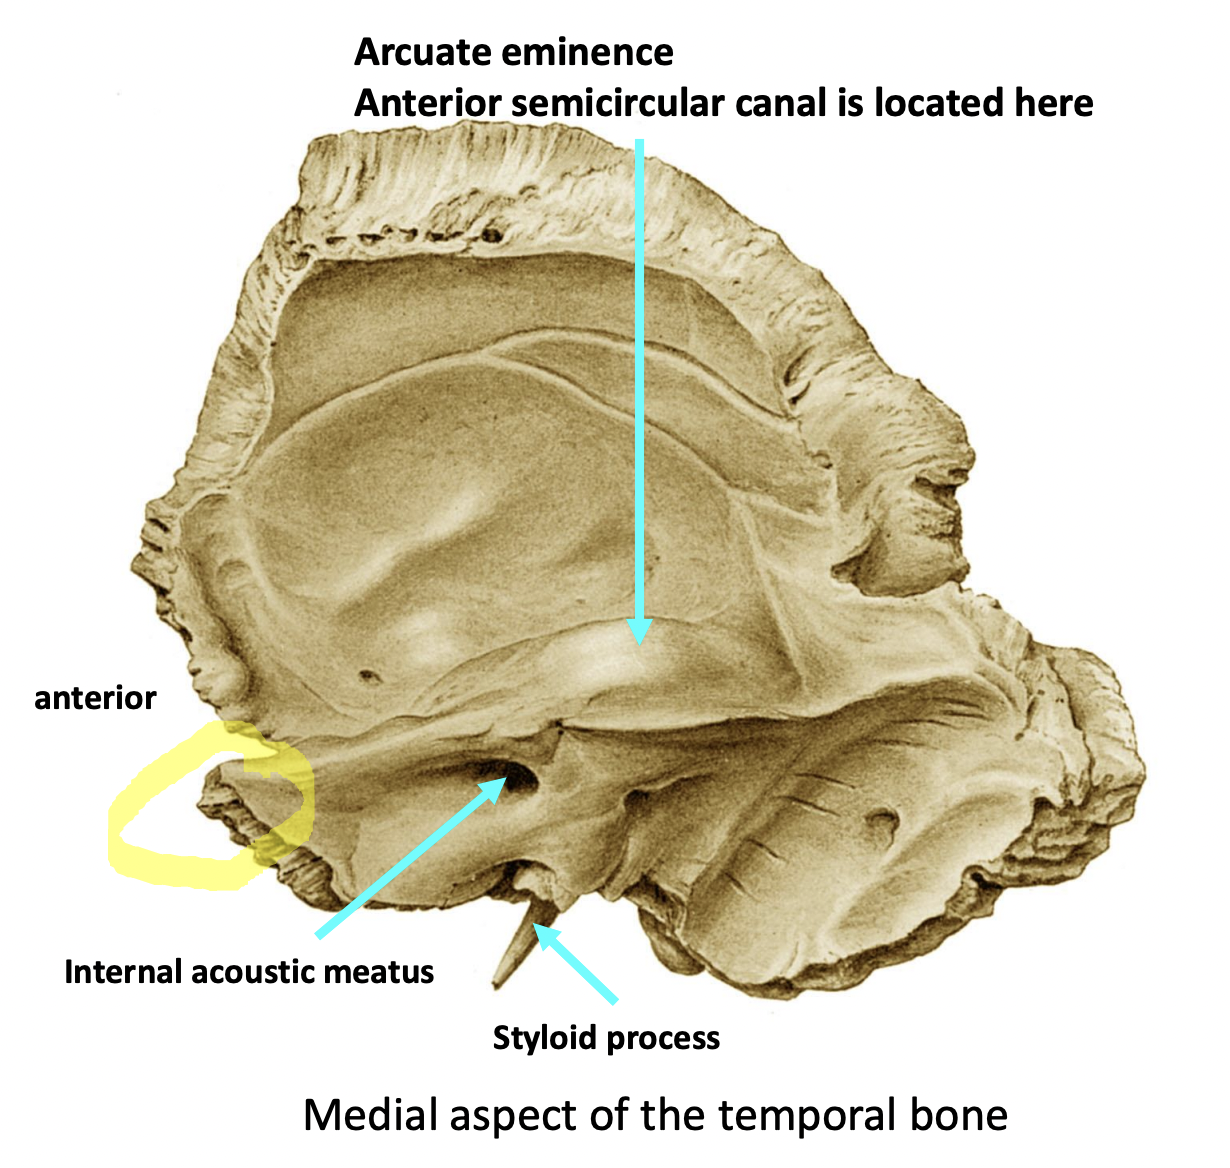 Arcuate eminence
Anterior semicircular canal is located here
anterior
Internal acoustic meatus
Styloid process
Medial aspect of the temporal bone